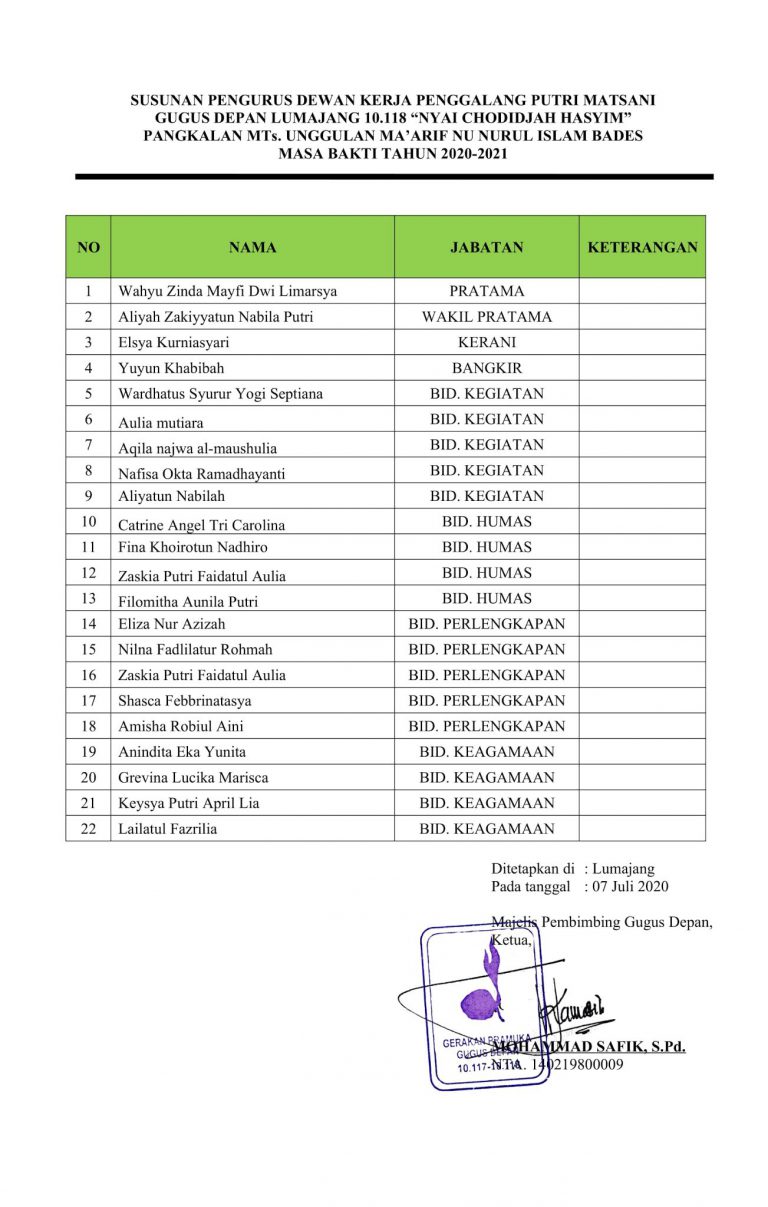 SUSUNAN PENGURUS DEWAN KERJA PENGGALANG PUTRI MATSANI
GUGUS DEPAN LUMAJANG 10.118 “NYAI CHODIDJAH HASYIM”
PANGKALAN MTs. UNGGULAN MA’ARIF NU NURUL ISLAM BADES
MASA BAKTI TAHUN 2020-2021
NO NAMA JABATAN KETERANGAN
1 Wahyu Zinda Mayfi Dwi Limarsya PRATAMA
2 Aliyah Zakiyyatun Nabila Putri WAKIL PRATAMA
3 Elsya Kurniasyari KERANI
4 Yuyun Khabibah BANGKIR
5 Wardhatus Syurur Yogi Septiana BID. KEGIATAN
6 Aulia mutiara BID. KEGIATAN
7 Aqila najwa al-maushulia BID. KEGIATAN
8 Nafisa Okta Ramadhayanti BID. KEGIATAN
9 Aliyatun Nabilah BID. KEGIATAN
10 Catrine Angel Tri Carolina BID. HUMAS
11 Fina Khoirotun Nadhiro BID. HUMAS
12 Zaskia Putri Faidatul Aulia BID. HUMAS
13 Filomitha Aunila Putri BID. HUMAS
14 Eliza Nur Azizah BID. PERLENGKAPAN
15 Nilna Fadlilatur Rohmah BID. PERLENGKAPAN
16 Zaskia Putri Faidatul Aulia BID. PERLENGKAPAN
17 Shasca Febbrinatasya BID. PERLENGKAPAN
18 Amisha Robiul Aini BID. PERLENGKAPAN
19 Anindita Eka Yunita BID. KEAGAMAAN
20 Grevina Lucika Marisca BID. KEAGAMAAN
21 Keysya Putri April Lia BID. KEAGAMAAN
22 Lailatul Fazrilia BID. KEAGAMAAN
Ditetapkan di : Lumajang
Pada tanggal : 07 Juli 2020
Majelis Pembimbing Gugus Depan,
Ketua,
GERAKAN PRAMUKA
GUGUS DEPAN
10.117-10.118
MOHAMMAD SAFIK, S.Pd.
NTA. 140219800009